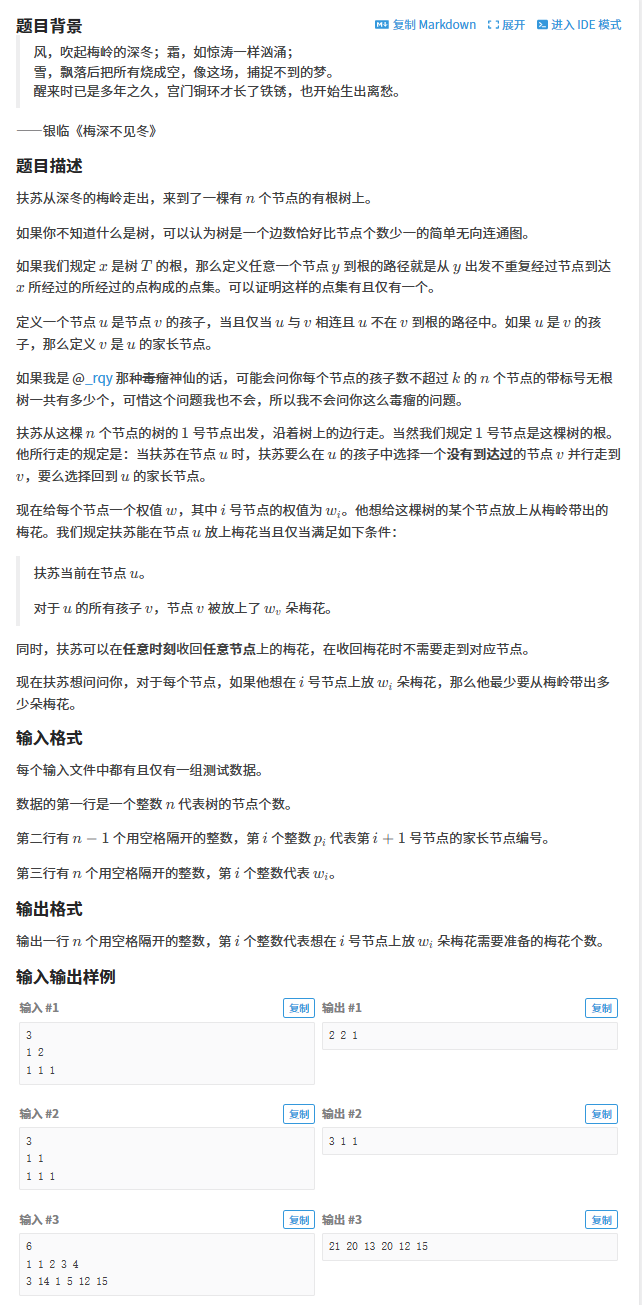 题目背景
复制 Markdown 展开 进入 IDE 模式
风，吹起梅岭的深冬；霜，如惊涛一样汹涌；
雪，飘落后把所有烧成空，像这场，捕捉不到的梦。
醒来时已是多年之久，宫门铜环才长了铁锈，也开始生出离愁。
——银临《梅深不见冬》
题目描述
扶苏从深冬的梅岭走出，来到了一棵有 n 个节点的有根树上。
如果你不知道什么是树，可以认为树是一个边数恰好比节点个数少一的简单无向连通图。
如果我们规定 x 是树 T 的根，那么定义任意一个节点 y 到根的路径就是从 y 出发不重复经过节点到达
x 所经过的所经过的点构成的点集。可以证明这样的点集有且仅有一个。
定义一个节点 u 是节点 v 的孩子，当且仅当 u 与 v 相连且 u 不在 v 到根的路径中。如果 u 是 v 的孩
子，那么定义 v 是 u 的家长节点。
如果我是 @_rqy 那种毒瘤神仙的话，可能会问你每个节点的孩子数不超过 k 的 n 个节点的带标号无根
树一共有多少个，可惜这个问题我也不会，所以我不会问你这么毒瘤的问题。
扶苏从这棵 n 个节点的树的 1 号节点出发，沿着树上的边行走。当然我们规定 1 号节点是这棵树的根。
他所行走的规定是：当扶苏在节点 u 时，扶苏要么在 u 的孩子中选择一个没有到达过的节点 v 并行走到
v，要么选择回到 u 的家长节点。
现在给每个节点一个权值 w，其中 i 号节点的权值为 w_i。他想给这棵树的某个节点放上从梅岭带出的
梅花。我们规定扶苏能在节点 u 放上梅花当且仅当满足如下条件：
扶苏当前在节点 u。
对于 u 的所有孩子 v，节点 v 被放上了 w_v 朵梅花。
同时，扶苏可以在任意时刻收回任意节点上的梅花，在收回梅花时不需要走到对应节点。
现在扶苏想问问你，对于每个节点，如果他想在 i 号节点上放 w_i 朵梅花，那么他最少要从梅岭带出多
少朵梅花。
输入格式
每个输入文件中都有且仅有一组测试数据。
数据的第一行是一个整数 n 代表树的节点个数。
第二行有 n − 1 个用空格隔开的整数，第 i 个整数 p_i 代表第 i + 1 号节点的家长节点编号。
第三行有 n 个用空格隔开的整数，第 i 个整数代表 w_i。
输出格式
输出一行 n 个用空格隔开的整数，第 i 个整数代表想在 i 号节点上放 w_i 朵梅花需要准备的梅花个数。
输入输出样例
输入 #1 复制 输出 #1 复制
3 2 2 1
1 2
1 1 1
输入 #2 复制 输出 #2 复制
3 3 1 1
1 1
1 1 1
输入 #3 复制 输出 #3 复制
6 21 20 13 20 12 15
1 1 2 3 4
3 14 1 5 12 15